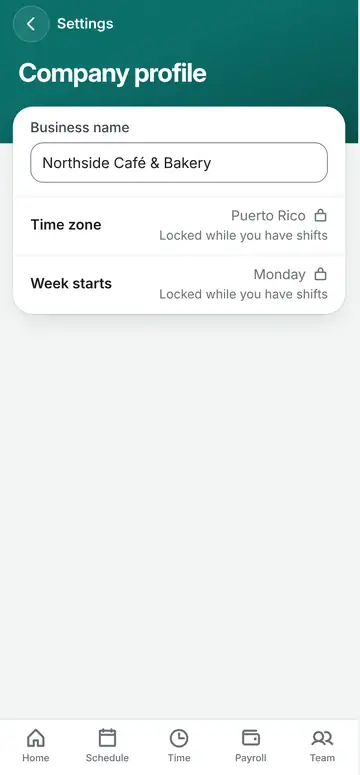 Settings
Company profile
Business name
Northside Café & Bakery
Time zone
Puerto Rico
Locked while you have shifts
Week starts
Monday
Locked while you have shifts
Home
Schedule
Time
Payroll
Team